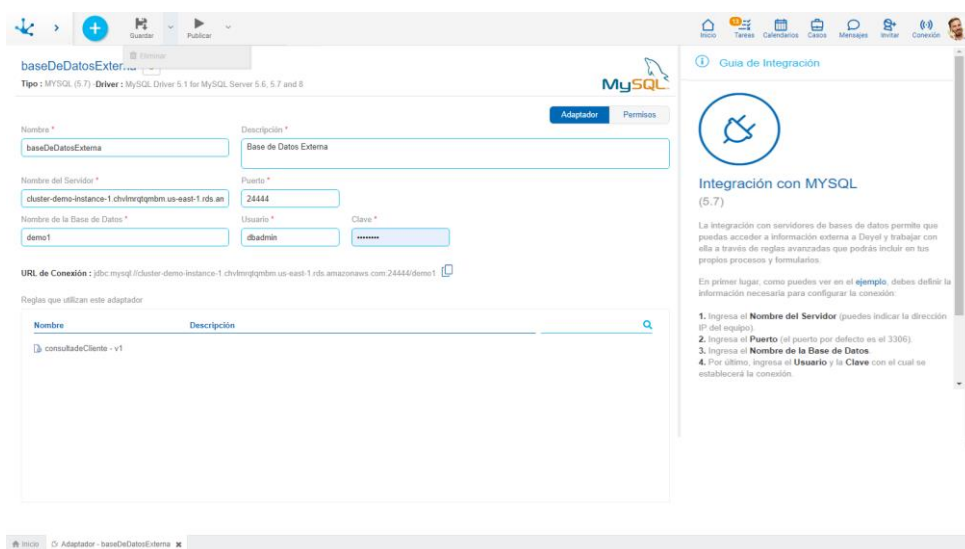 Guardar
Publicar
Inicio
Tareas
Calendarios
Casos
Mensajes
Invitar
Conexión
Eliminar
baseDeDatosExterna
Tipo : MYSQL (5.7) -Driver : MySQL Driver 5.1 for MySQL Server 5.6, 5.7 and 8
MySQL
Adaptador
Permisos
Nombre *
Descripción *
baseDeDatosExterna
Base de Datos Externa
Nombre del Servidor *
Puerto *
cluster-demo-instance-1.chvlmrqtqmbm.us-east-1.rds.an
24444
Nombre de la Base de Datos *
Usuario *
Clave *
demo1
dbadmin
••••••••
URL de Conexión : jdbc:mysql://cluster-demo-instance-1.chvlmrqtqmbm.us-east-1.rds.amazonaws.com:24444/demo1
Reglas que utilizan este adaptador
Nombre
Descripción
consultadeCliente - v1
Guia de Integración
Integración con MYSQL
(5.7)
La integración con servidores de bases de datos permite que
puedas acceder a información externa a Deyel y trabajar con
ella a través de reglas avanzadas que podrás incluir en tus
propios procesos y formularios.
En primer lugar, como puedes ver en el ejemplo, debes definir la
información necesaria para configurar la conexión:
1. Ingresa el Nombre del Servidor (puedes indicar la dirección
IP del equipo).
2. Ingresa el Puerto (el puerto por defecto es el 3306).
3. Ingresa el Nombre de la Base de Datos.
4. Por último, ingresa el Usuario y la Clave con el cual se
establecerá la conexión.
Inicio
Adaptador - baseDeDatosExterna